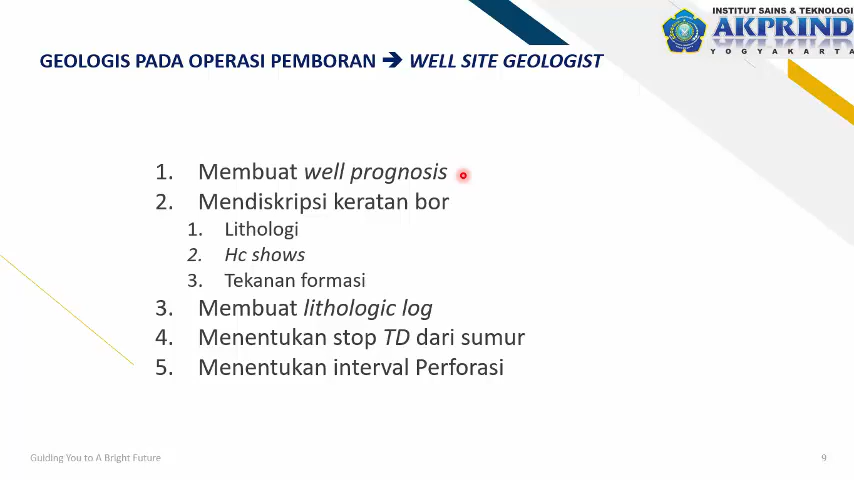 INSTITUT SAINS & TEKNOLOGI
AKPRIND
YOGYAKARTA
GEOLOGIS PADA OPERASI PEMBORAN ➔ WELL SITE GEOLOGIST
1. Membuat well prognosis
2. Mendiskripsi keratan bor
1. Lithologi
2. Hc shows
3. Tekanan formasi
3. Membuat lithologic log
4. Menentukan stop TD dari sumur
5. Menentukan interval Perforasi
Guiding You to A Bright Future
9